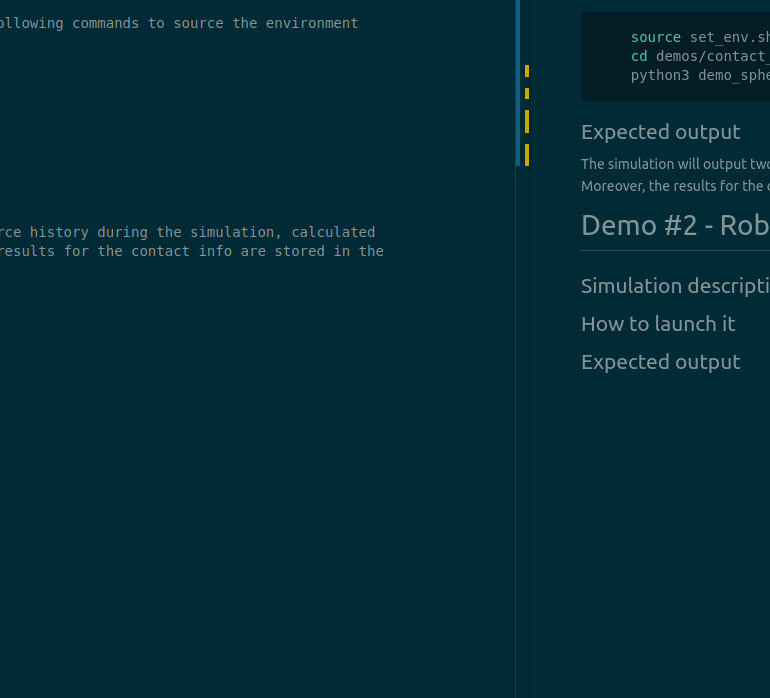 following commands to source the environment
rce history during the simulation, calculated
results for the contact info are stored in the
source set_env.sh
cd demos/contact_
python3 demo_sphe
Expected output
The simulation will output two
Moreover, the results for the
Demo #2 - Rob
Simulation descripti
How to launch it
Expected output